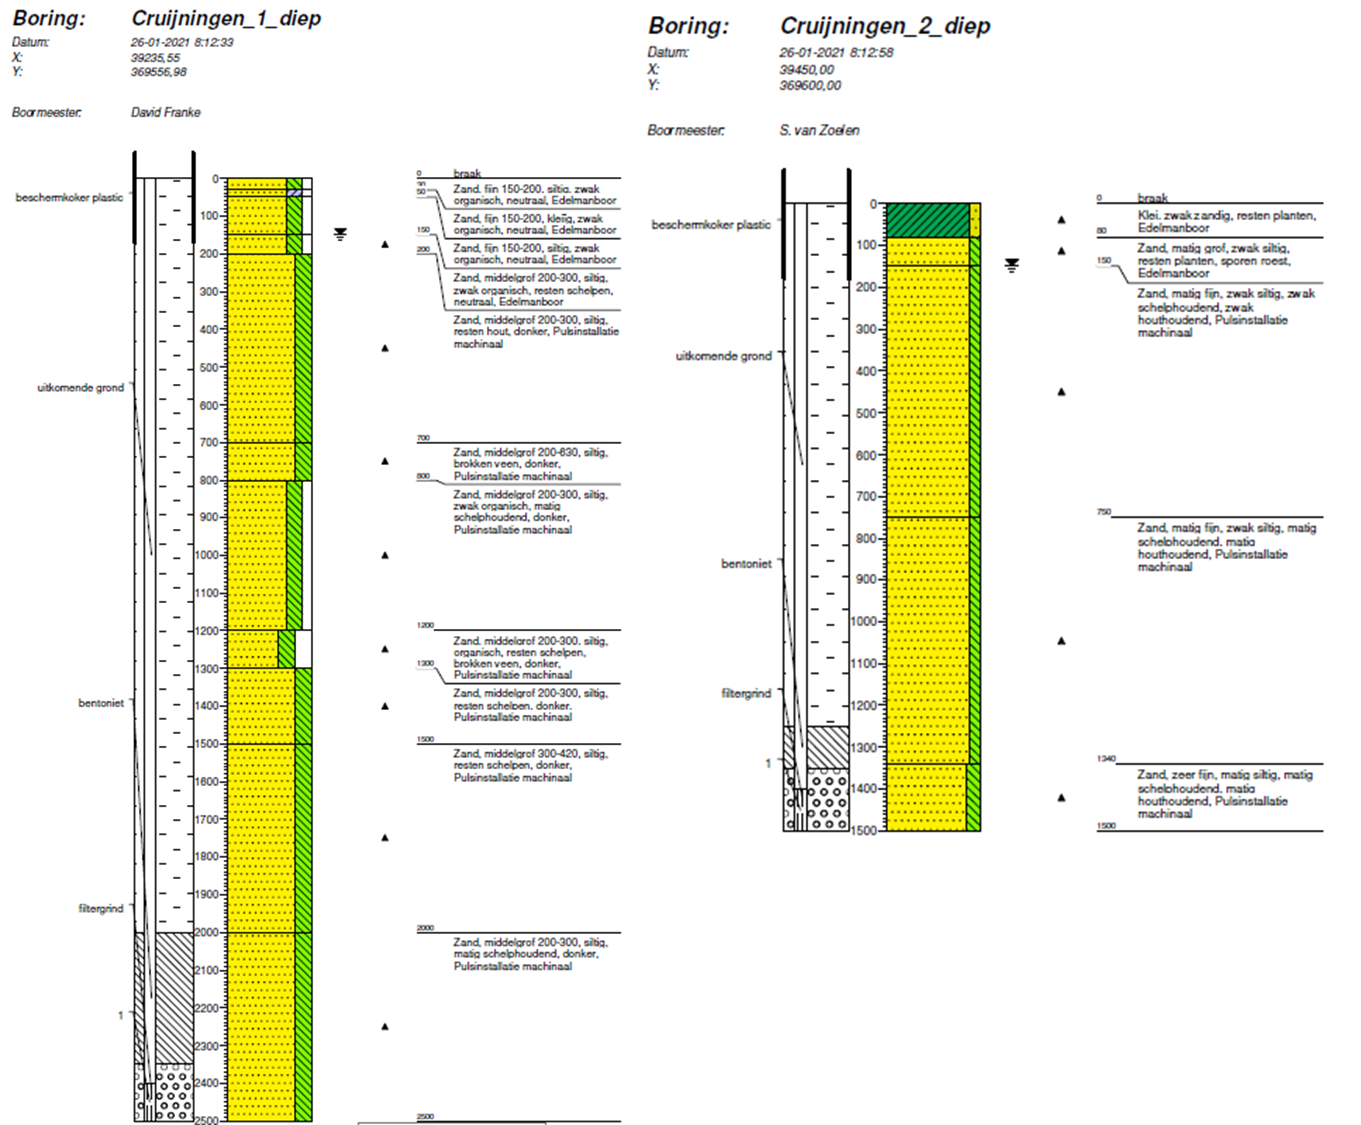 Boring: Cruijningen_1_diep
Datum: 26-01-2021 8:12:33
X: 39235,55
Y: 369556,98
Boormeester: David Franke
beschermkoker plastic
uitkomende grond
bentoniet
filtergrind
1
0
100
200
300
400
500
600
700
800
900
1000
1100
1200
1300
1400
1500
1600
1700
1800
1900
2000
2100
2200
2300
2400
2500
0 braak
50
Zand, fijn 150-200, siltig, zwak
organisch, neutraal, Edelmanboor
Zand, fijn 150-200, kleiïg, zwak
organisch, neutraal, Edelmanboor
150
Zand, fijn 150-200, siltig, zwak
organisch, neutraal, Edelmanboor
200
Zand, middelgrof 200-300, siltig,
zwak organisch, resten schelpen,
neutraal, Edelmanboor
Zand, middelgrof 200-300, siltig,
resten hout, donker, Pulsinstallatie
machinaal
700
Zand, middelgrof 200-630, siltig,
brokken veen, donker,
Pulsinstallatie machinaal
800
Zand, middelgrof 200-300, siltig,
zwak organisch, matig
schelphoudend, donker,
Pulsinstallatie machinaal
1200
Zand, middelgrof 200-300, siltig,
organisch, resten schelpen,
brokken veen, donker,
Pulsinstallatie machinaal
1300
Zand, middelgrof 200-300, siltig,
resten schelpen, donker,
Pulsinstallatie machinaal
1500
Zand, middelgrof 300-420, siltig,
resten schelpen, donker,
Pulsinstallatie machinaal
2000
Zand, middelgrof 200-300, siltig,
matig schelphoudend, donker,
Pulsinstallatie machinaal
2500
Boring: Cruijningen_2_diep
Datum: 26-01-2021 8:12:58
X: 39450,00
Y: 369600,00
Boormeester: S. van Zoelen
beschermkoker plastic
uitkomende grond
bentoniet
filtergrind
1
0
100
200
300
400
500
600
700
800
900
1000
1100
1200
1300
1400
1500
0 braak
Klei, zwak zandig, resten planten,
Edelmanboor
80
Zand, matig grof, zwak siltig,
resten planten, sporen roest,
Edelmanboor
150
Zand, matig fijn, zwak siltig, zwak
schelphoudend, zwak
houthoudend, Pulsinstallatie
machinaal
750
Zand, matig fijn, zwak siltig, matig
schelphoudend, matig
houthoudend, Pulsinstallatie
machinaal
1340
Zand, zeer fijn, matig siltig, matig
schelphoudend, matig
houthoudend, Pulsinstallatie
machinaal
1500